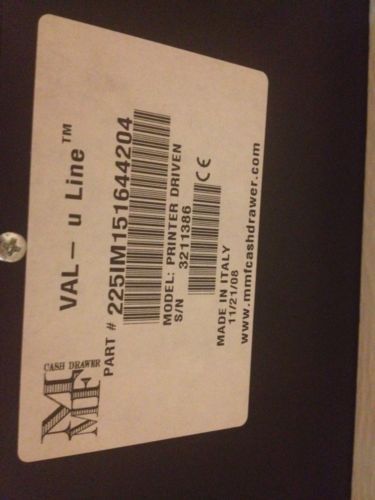 VAL-u Line™
MMF
CASH DRAWER
PART # 225IM151644204
MODEL: PRINTER DRIVEN
S/N 3211386
CE
MADE IN ITALY
11/21/08
www.mmfcashdrawer.com